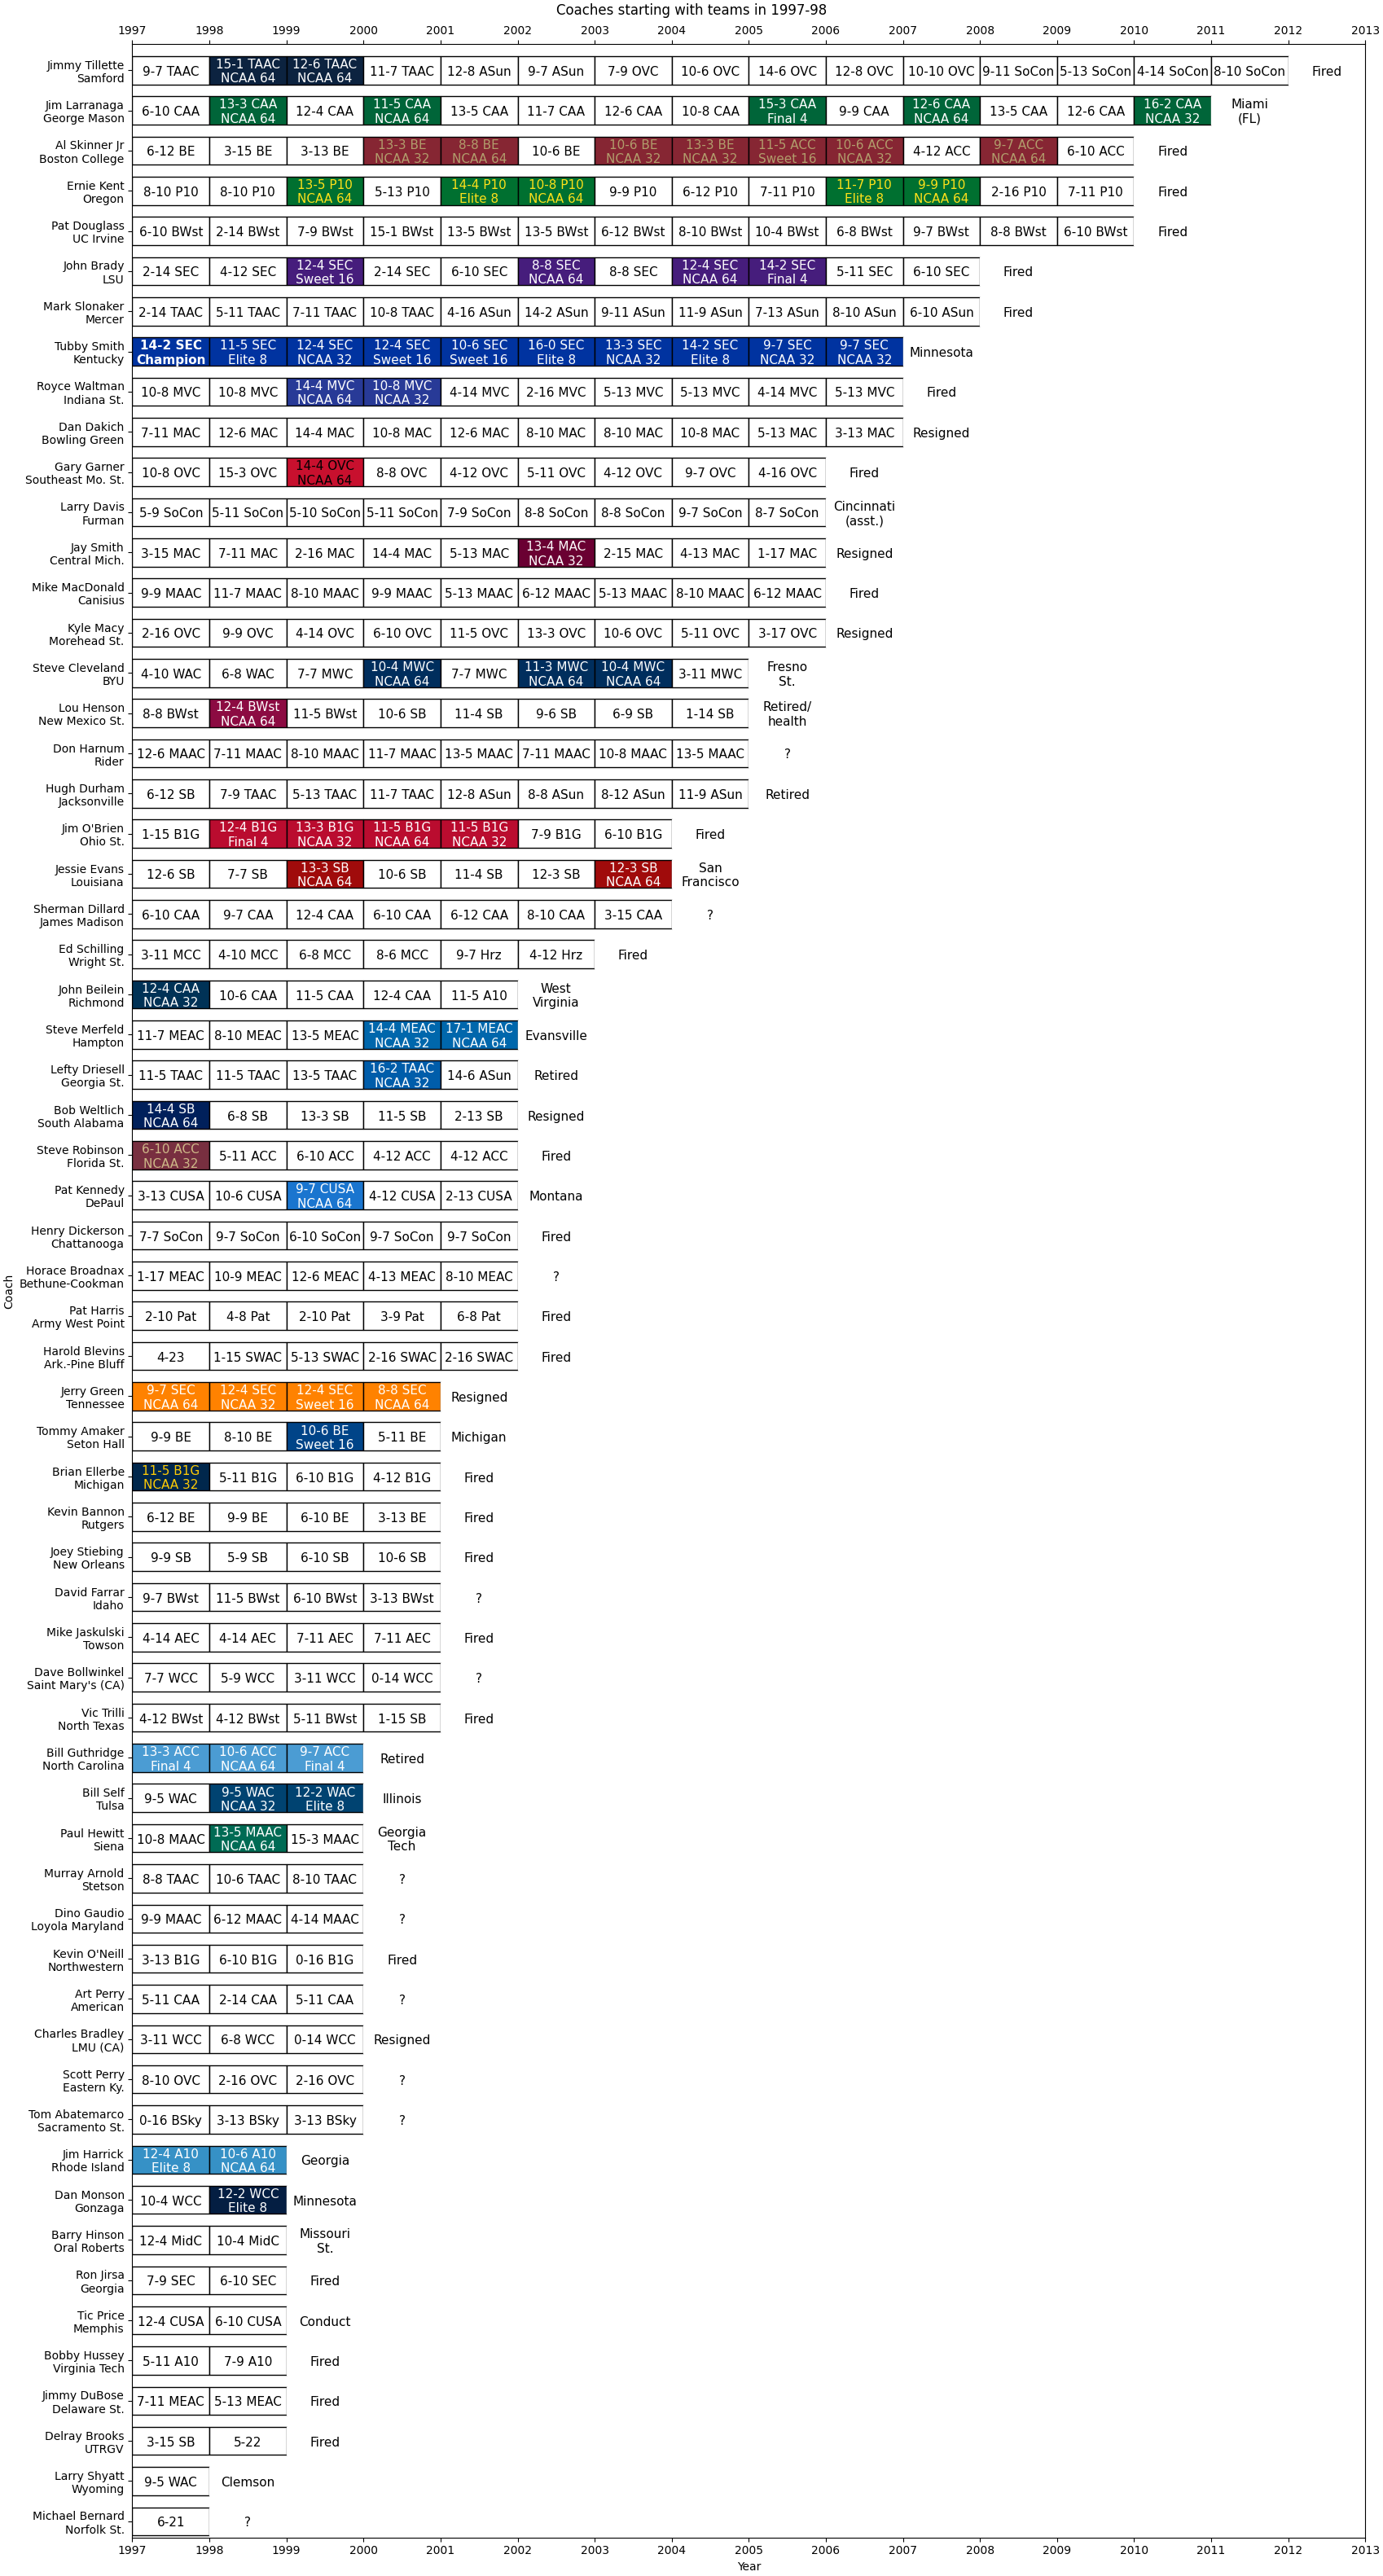 Coaches starting with teams in 1997-98
1997 1998 1999 2000 2001 2002 2003 2004 2005 2006 2007 2008 2009 2010 2011 2012 2013
Jimmy Tillette
Samford
9-7 TAAC
15-1 TAAC
NCAA 64
12-6 TAAC
NCAA 64
11-7 TAAC
12-8 ASun
9-7 ASun
7-9 OVC
10-6 OVC
14-6 OVC
12-8 OVC
10-10 OVC
9-11 SoCon
5-13 SoCon
4-14 SoCon
8-10 SoCon
Fired
Jim Larranaga
George Mason
6-10 CAA
13-3 CAA
NCAA 64
12-4 CAA
11-5 CAA
NCAA 64
13-5 CAA
11-7 CAA
12-6 CAA
10-8 CAA
15-3 CAA
Final 4
9-9 CAA
12-6 CAA
NCAA 64
13-5 CAA
12-6 CAA
16-2 CAA
NCAA 32
Miami
(FL)
Al Skinner Jr
Boston College
6-12 BE
3-15 BE
3-13 BE
13-3 BE
NCAA 32
8-8 BE
NCAA 64
10-6 BE
10-6 BE
NCAA 32
13-3 BE
NCAA 32
11-5 ACC
Sweet 16
10-6 ACC
NCAA 32
4-12 ACC
9-7 ACC
NCAA 64
6-10 ACC
Fired
Ernie Kent
Oregon
8-10 P10
8-10 P10
13-5 P10
NCAA 64
5-13 P10
14-4 P10
Elite 8
10-8 P10
NCAA 64
9-9 P10
6-12 P10
7-11 P10
11-7 P10
Elite 8
9-9 P10
NCAA 64
2-16 P10
7-11 P10
Fired
Pat Douglass
UC Irvine
6-10 BWst
2-14 BWst
7-9 BWst
15-1 BWst
13-5 BWst
13-5 BWst
6-12 BWst
8-10 BWst
10-4 BWst
6-8 BWst
9-7 BWst
8-8 BWst
6-10 BWst
Fired
John Brady
LSU
2-14 SEC
4-12 SEC
12-4 SEC
Sweet 16
2-14 SEC
6-10 SEC
8-8 SEC
NCAA 64
8-8 SEC
12-4 SEC
NCAA 64
14-2 SEC
Final 4
5-11 SEC
6-10 SEC
Fired
Mark Slonaker
Mercer
2-14 TAAC
5-11 TAAC
7-11 TAAC
10-8 TAAC
4-16 ASun
14-2 ASun
9-11 ASun
11-9 ASun
7-13 ASun
8-10 ASun
6-10 ASun
Fired
Tubby Smith
Kentucky
14-2 SEC
Champion
11-5 SEC
Elite 8
12-4 SEC
NCAA 32
12-4 SEC
Sweet 16
10-6 SEC
Sweet 16
16-0 SEC
Elite 8
13-3 SEC
NCAA 32
14-2 SEC
Elite 8
9-7 SEC
NCAA 32
9-7 SEC
NCAA 32
Minnesota
Royce Waltman
Indiana St.
10-8 MVC
10-8 MVC
14-4 MVC
NCAA 64
10-8 MVC
NCAA 32
4-14 MVC
2-16 MVC
5-13 MVC
5-13 MVC
4-14 MVC
5-13 MVC
Fired
Dan Dakich
Bowling Green
7-11 MAC
12-6 MAC
14-4 MAC
10-8 MAC
12-6 MAC
8-10 MAC
8-10 MAC
10-8 MAC
5-13 MAC
3-13 MAC
Resigned
Gary Garner
Southeast Mo. St.
10-8 OVC
15-3 OVC
14-4 OVC
NCAA 64
8-8 OVC
4-12 OVC
5-11 OVC
4-12 OVC
9-7 OVC
4-16 OVC
Fired
Larry Davis
Furman
5-9 SoCon
5-11 SoCon
5-10 SoCon
5-11 SoCon
7-9 SoCon
8-8 SoCon
8-8 SoCon
9-7 SoCon
8-7 SoCon
Cincinnati
(asst.)
Jay Smith
Central Mich.
3-15 MAC
7-11 MAC
2-16 MAC
14-4 MAC
5-13 MAC
13-4 MAC
NCAA 32
2-15 MAC
4-13 MAC
1-17 MAC
Resigned
Mike MacDonald
Canisius
9-9 MAAC
11-7 MAAC
8-10 MAAC
9-9 MAAC
5-13 MAAC
6-12 MAAC
5-13 MAAC
8-10 MAAC
6-12 MAAC
Fired
Kyle Macy
Morehead St.
2-16 OVC
9-9 OVC
4-14 OVC
6-10 OVC
11-5 OVC
13-3 OVC
10-6 OVC
5-11 OVC
3-17 OVC
Resigned
Steve Cleveland
BYU
4-10 WAC
6-8 WAC
7-7 MWC
10-4 MWC
NCAA 64
7-7 MWC
11-3 MWC
NCAA 64
10-4 MWC
NCAA 64
3-11 MWC
Fresno
St.
Lou Henson
New Mexico St.
8-8 BWst
12-4 BWst
NCAA 64
11-5 BWst
10-6 SB
11-4 SB
9-6 SB
6-9 SB
1-14 SB
Retired/
health
Don Harnum
Rider
12-6 MAAC
7-11 MAAC
8-10 MAAC
11-7 MAAC
13-5 MAAC
7-11 MAAC
10-8 MAAC
13-5 MAAC
?
Hugh Durham
Jacksonville
6-12 SB
7-9 TAAC
5-13 TAAC
11-7 TAAC
12-8 ASun
8-8 ASun
8-12 ASun
11-9 ASun
Retired
Jim O'Brien
Ohio St.
1-15 B1G
12-4 B1G
Final 4
13-3 B1G
NCAA 32
11-5 B1G
NCAA 64
11-5 B1G
NCAA 32
7-9 B1G
6-10 B1G
Fired
Jessie Evans
Louisiana
12-6 SB
7-7 SB
13-3 SB
NCAA 64
10-6 SB
11-4 SB
12-3 SB
12-3 SB
NCAA 64
San
Francisco
Sherman Dillard
James Madison
6-10 CAA
9-7 CAA
12-4 CAA
6-10 CAA
6-12 CAA
8-10 CAA
3-15 CAA
?
Ed Schilling
Wright St.
3-11 MCC
4-10 MCC
6-8 MCC
8-6 MCC
9-7 Hrz
4-12 Hrz
Fired
John Beilein
Richmond
12-4 CAA
NCAA 32
10-6 CAA
11-5 CAA
12-4 CAA
11-5 A10
West
Virginia
Steve Merfeld
Hampton
11-7 MEAC
8-10 MEAC
13-5 MEAC
14-4 MEAC
NCAA 32
17-1 MEAC
NCAA 64
Evansville
Lefty Driesell
Georgia St.
11-5 TAAC
11-5 TAAC
13-5 TAAC
16-2 TAAC
NCAA 32
14-6 ASun
Retired
Bob Weltlich
South Alabama
14-4 SB
NCAA 64
6-8 SB
13-3 SB
11-5 SB
2-13 SB
Resigned
Steve Robinson
Florida St.
6-10 ACC
NCAA 32
5-11 ACC
6-10 ACC
4-12 ACC
4-12 ACC
Fired
Pat Kennedy
DePaul
3-13 CUSA
10-6 CUSA
9-7 CUSA
NCAA 64
4-12 CUSA
2-13 CUSA
Montana
Henry Dickerson
Chattanooga
7-7 SoCon
9-7 SoCon
6-10 SoCon
9-7 SoCon
9-7 SoCon
Fired
Horace Broadnax
Bethune-Cookman
1-17 MEAC
10-9 MEAC
12-6 MEAC
4-13 MEAC
8-10 MEAC
?
Coach
Pat Harris
Army West Point
2-10 Pat
4-8 Pat
2-10 Pat
3-9 Pat
6-8 Pat
Fired
Harold Blevins
Ark.-Pine Bluff
4-23
1-15 SWAC
5-13 SWAC
2-16 SWAC
2-16 SWAC
Fired
Jerry Green
Tennessee
9-7 SEC
NCAA 64
12-4 SEC
NCAA 32
12-4 SEC
Sweet 16
8-8 SEC
NCAA 64
Resigned
Tommy Amaker
Seton Hall
9-9 BE
8-10 BE
10-6 BE
Sweet 16
5-11 BE
Michigan
Brian Ellerbe
Michigan
11-5 B1G
NCAA 32
5-11 B1G
6-10 B1G
4-12 B1G
Fired
Kevin Bannon
Rutgers
6-12 BE
9-9 BE
6-10 BE
3-13 BE
Fired
Joey Stiebing
New Orleans
9-9 SB
5-9 SB
6-10 SB
10-6 SB
Fired
David Farrar
Idaho
9-7 BWst
11-5 BWst
6-10 BWst
3-13 BWst
?
Mike Jaskulski
Towson
4-14 AEC
4-14 AEC
7-11 AEC
7-11 AEC
Fired
Dave Bollwinkel
Saint Mary's (CA)
7-7 WCC
5-9 WCC
3-11 WCC
0-14 WCC
?
Vic Trilli
North Texas
4-12 BWst
4-12 BWst
5-11 BWst
1-15 SB
Fired
Bill Guthridge
North Carolina
13-3 ACC
Final 4
10-6 ACC
NCAA 64
9-7 ACC
Final 4
Retired
Bill Self
Tulsa
9-5 WAC
9-5 WAC
NCAA 32
12-2 WAC
Elite 8
Illinois
Paul Hewitt
Siena
10-8 MAAC
13-5 MAAC
NCAA 64
15-3 MAAC
Georgia
Tech
Murray Arnold
Stetson
8-8 TAAC
10-6 TAAC
8-10 TAAC
?
Dino Gaudio
Loyola Maryland
9-9 MAAC
6-12 MAAC
4-14 MAAC
?
Kevin O'Neill
Northwestern
3-13 B1G
6-10 B1G
0-16 B1G
Fired
Art Perry
American
5-11 CAA
2-14 CAA
5-11 CAA
?
Charles Bradley
LMU (CA)
3-11 WCC
6-8 WCC
0-14 WCC
Resigned
Scott Perry
Eastern Ky.
8-10 OVC
2-16 OVC
2-16 OVC
?
Tom Abatemarco
Sacramento St.
0-16 BSky
3-13 BSky
3-13 BSky
?
Jim Harrick
Rhode Island
12-4 A10
Elite 8
10-6 A10
NCAA 64
Georgia
Dan Monson
Gonzaga
10-4 WCC
12-2 WCC
Elite 8
Minnesota
Barry Hinson
Oral Roberts
12-4 MidC
10-4 MidC
Missouri
St.
Ron Jirsa
Georgia
7-9 SEC
6-10 SEC
Fired
Tic Price
Memphis
12-4 CUSA
6-10 CUSA
Conduct
Bobby Hussey
Virginia Tech
5-11 A10
7-9 A10
Fired
Jimmy DuBose
Delaware St.
7-11 MEAC
5-13 MEAC
Fired
Delray Brooks
UTRGV
3-15 SB
5-22
Fired
Larry Shyatt
Wyoming
9-5 WAC
Clemson
Michael Bernard
Norfolk St.
6-21
?
1997 1998 1999 2000 2001 2002 2003 2004 2005 2006 2007 2008 2009 2010 2011 2012 2013
Year